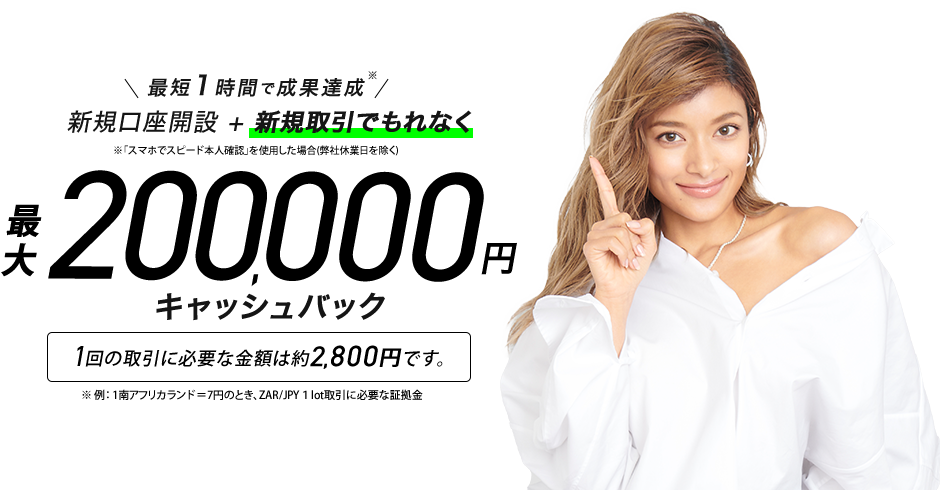 \ 最短1時間で成果達成※ /
新規口座開設 + 新規取引でもれなく
※「スマホでスピード本人確認」を使用した場合(弊社休業日を除く)
最大200,000円
キャッシュバック
1回の取引に必要な金額は約2,800円です。
※ 例：1南アフリカランド＝7円のとき、ZAR/JPY 1 lot取引に必要な証拠金